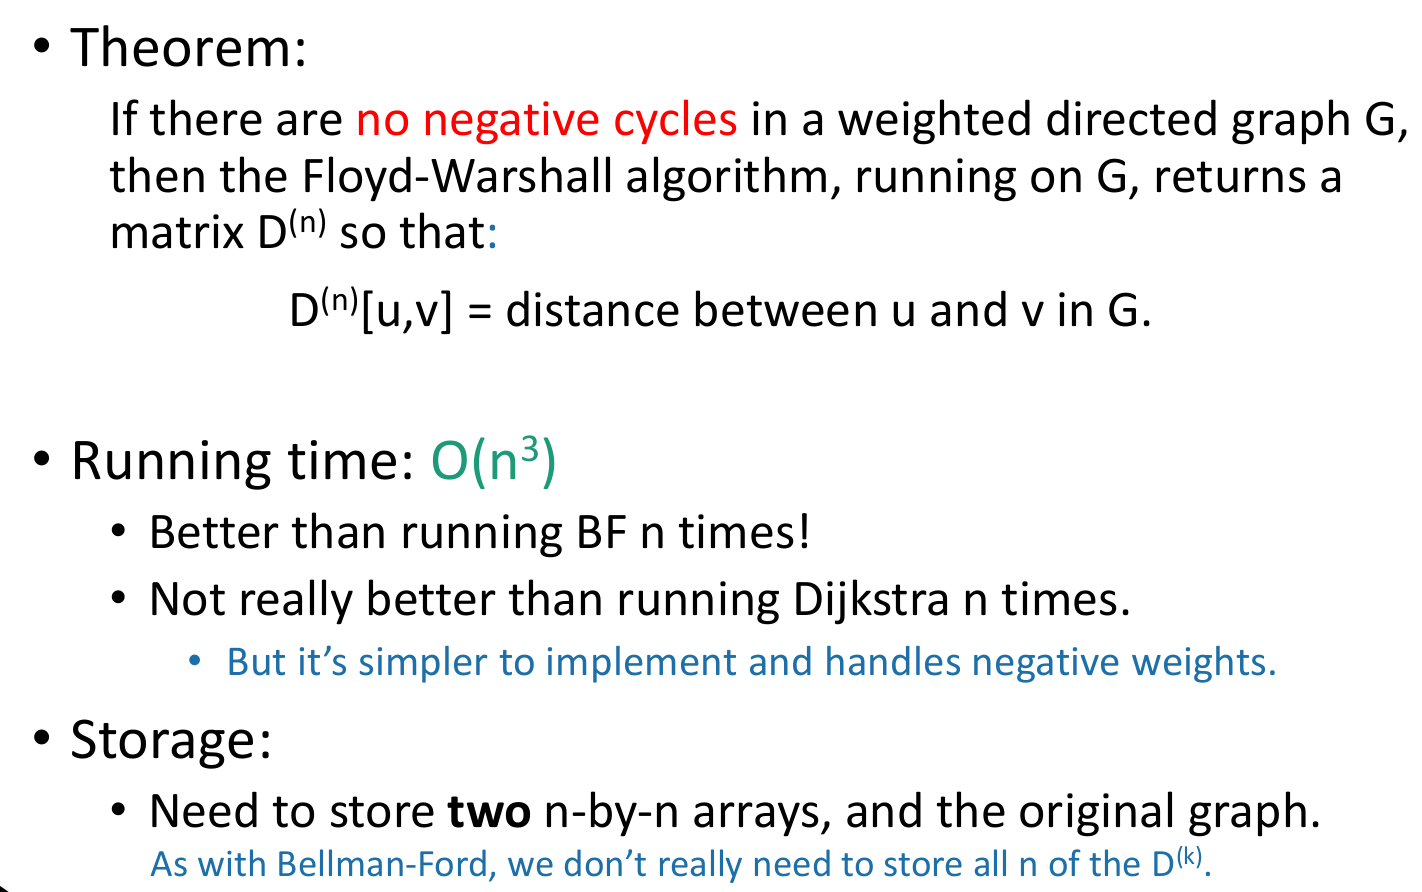 • Theorem:
If there are no negative cycles in a weighted directed graph G,
then the Floyd-Warshall algorithm, running on G, returns a
matrix D⁽ⁿ⁾ so that:
D⁽ⁿ⁾[u,v] = distance between u and v in G.
• Running time: O(n³)
• Better than running BF n times!
• Not really better than running Dijkstra n times.
• But it’s simpler to implement and handles negative weights.
• Storage:
• Need to store two n-by-n arrays, and the original graph.
As with Bellman-Ford, we don’t really need to store all n of the D⁽ᵏ⁾.